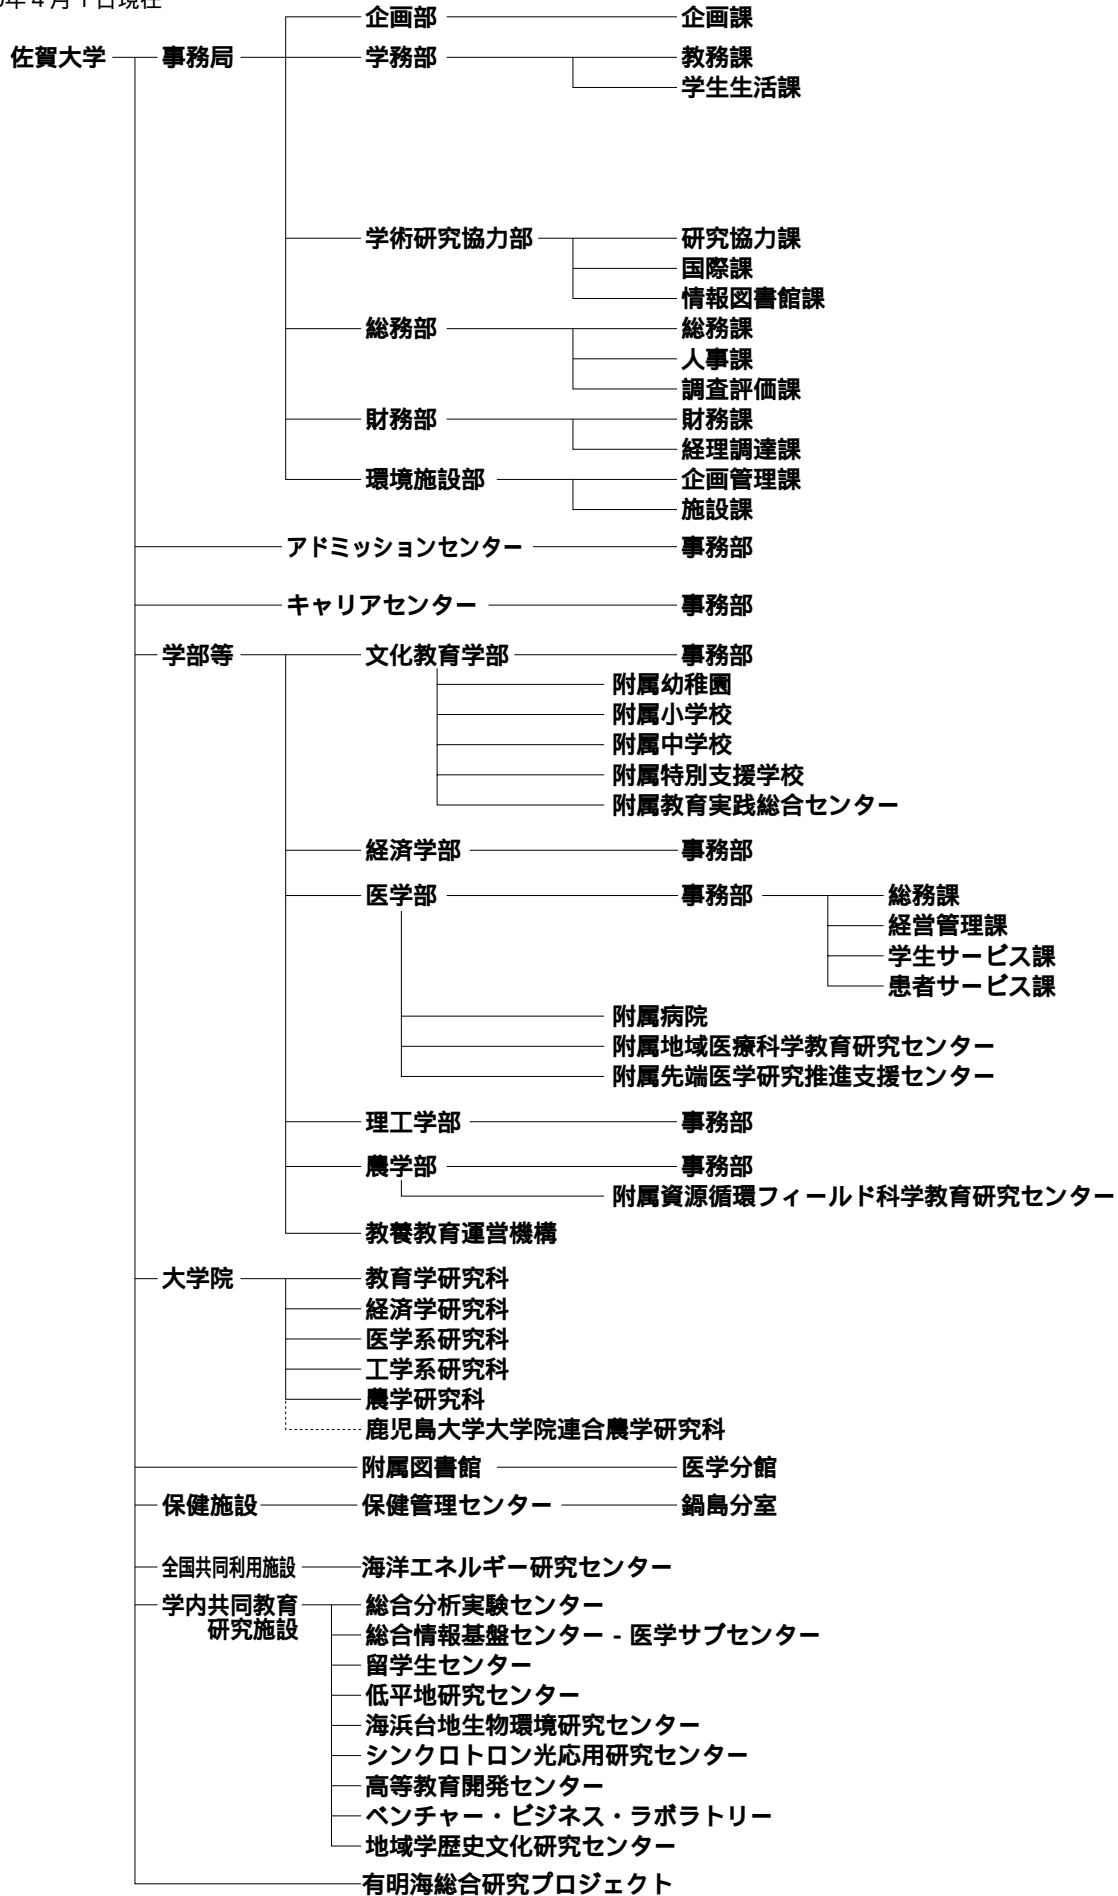 年4月1日現在
企画部 企画課
佐賀大学 事務局 学務部 教務課
学生生活課
学術研究協力部 研究協力課
国際課
情報図書館課
総務部 総務課
人事課
調査評価課
財務部 財務課
経理調達課
環境施設部 企画管理課
施設課
アドミッションセンター 事務部
キャリアセンター 事務部
学部等 文化教育学部 事務部
附属幼稚園
附属小学校
附属中学校
附属特別支援学校
附属教育実践総合センター
経済学部 事務部
医学部 事務部 総務課
経営管理課
学生サービス課
患者サービス課
附属病院
附属地域医療科学教育研究センター
附属先端医学研究推進支援センター
理工学部 事務部
農学部 事務部
附属資源循環フィールド科学教育研究センター
教養教育運営機構
大学院 教育学研究科
経済学研究科
医学系研究科
工学系研究科
農学研究科
鹿児島大学大学院連合農学研究科
附属図書館 医学分館
保健施設 保健管理センター 鍋島分室
全国共同利用施設 海洋エネルギー研究センター
学内共同教育 総合分析実験センター
研究施設
総合情報基盤センター - 医学サブセンター
留学生センター
低平地研究センター
海浜台地生物環境研究センター
シンクロトロン光応用研究センター
高等教育開発センター
ベンチャー・ビジネス・ラボラトリー
地域学歴史文化研究センター
有明海総合研究プロジェクト